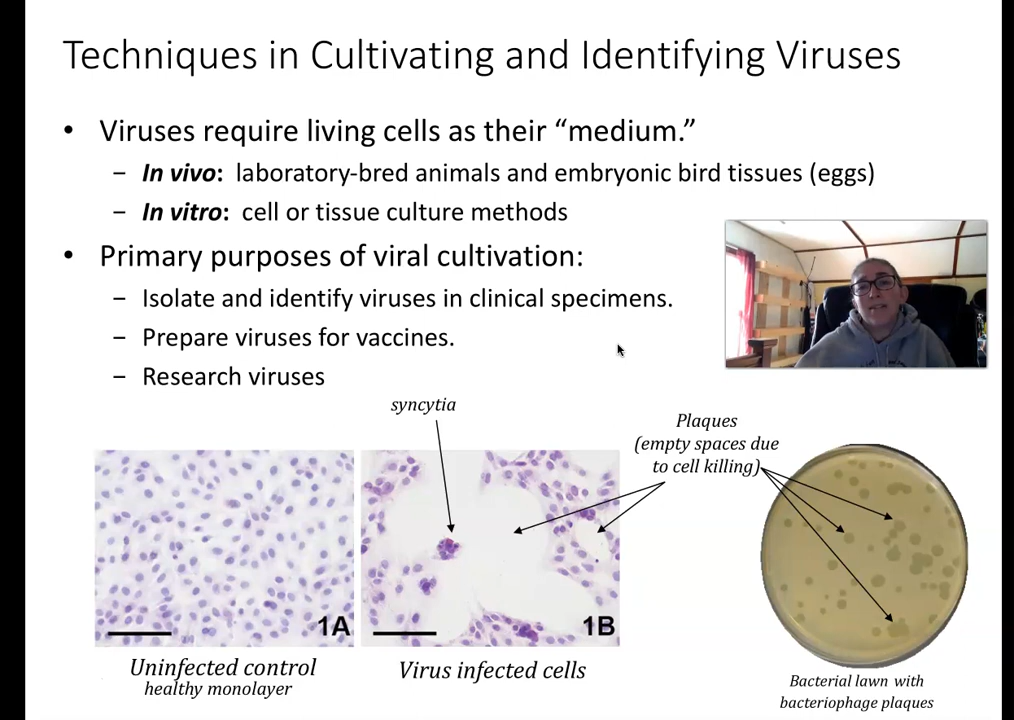 Techniques in Cultivating and Identifying Viruses
• Viruses require living cells as their “medium.”
– In vivo: laboratory-bred animals and embryonic bird tissues (eggs)
– In vitro: cell or tissue culture methods
• Primary purposes of viral cultivation:
– Isolate and identify viruses in clinical specimens.
– Prepare viruses for vaccines.
– Research viruses
syncytia
Plaques
(empty spaces due
to cell killing)
1A
1B
Uninfected control
healthy monolayer
Virus infected cells
Bacterial lawn with
bacteriophage plaques